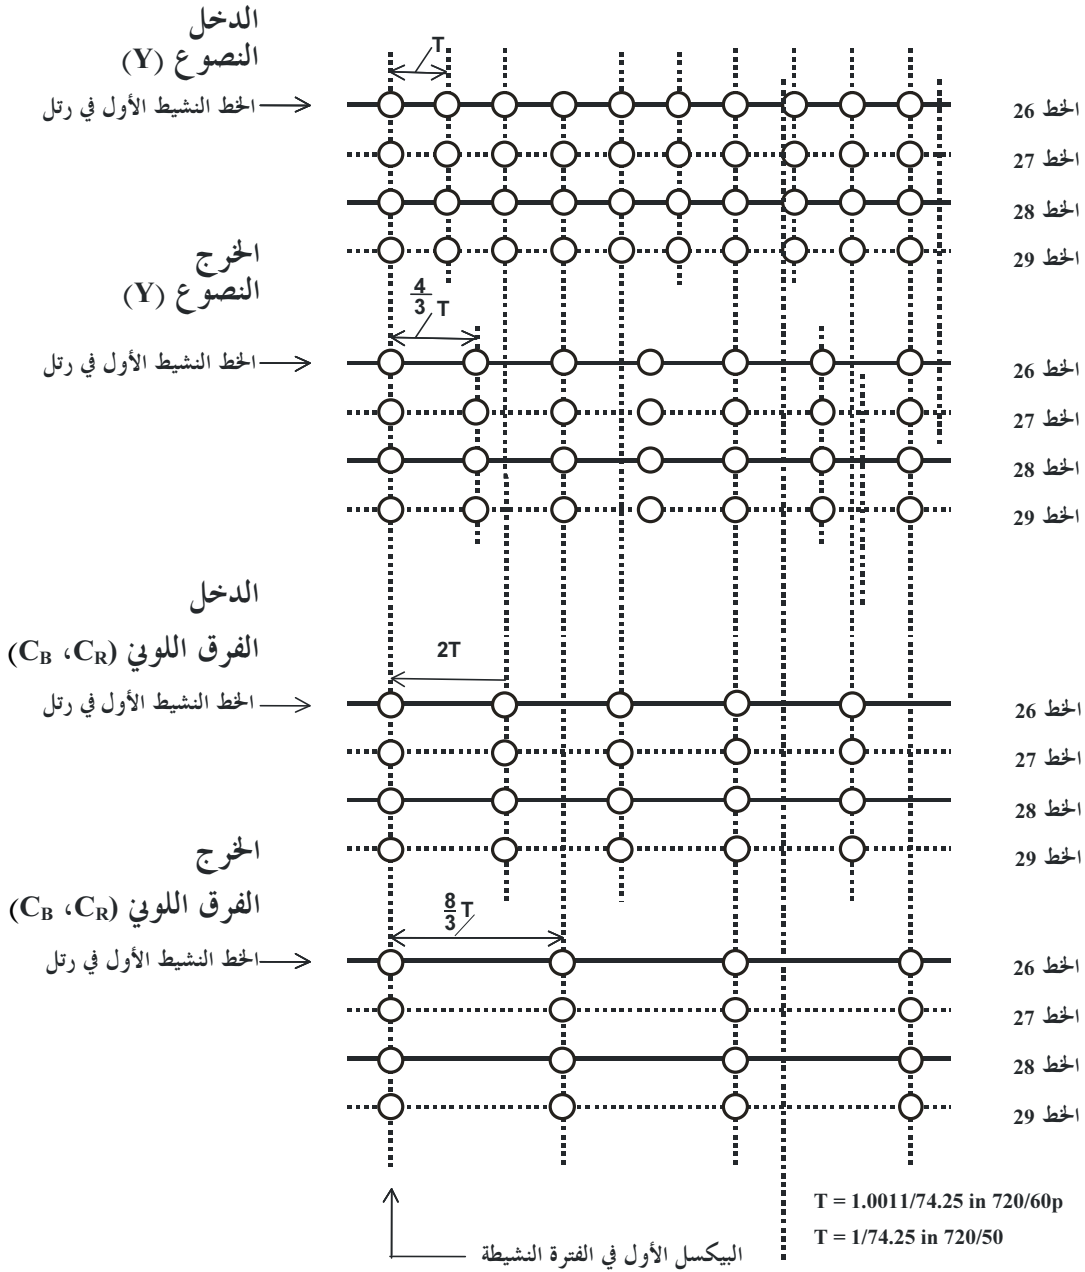 الدخل
النصوع (Y)
T
الخط النشيط الأول في رتل
الخط 26
الخط 27
الخط 28
الخط 29
الخرج
النصوع (Y)
4/3 T
الخط النشيط الأول في رتل
الخط 26
الخط 27
الخط 28
الخط 29
الدخل
الفرق اللوني (CB ،CR)
2T
الخط النشيط الأول في رتل
الخط 26
الخط 27
الخط 28
الخط 29
الخرج
الفرق اللوني (CB ،CR)
8/3 T
الخط النشيط الأول في رتل
الخط 26
الخط 27
الخط 28
الخط 29
T = 1.0011/74.25 in 720/60p
T = 1/74.25 in 720/50
البيكسل الأول في الفترة النشيطة